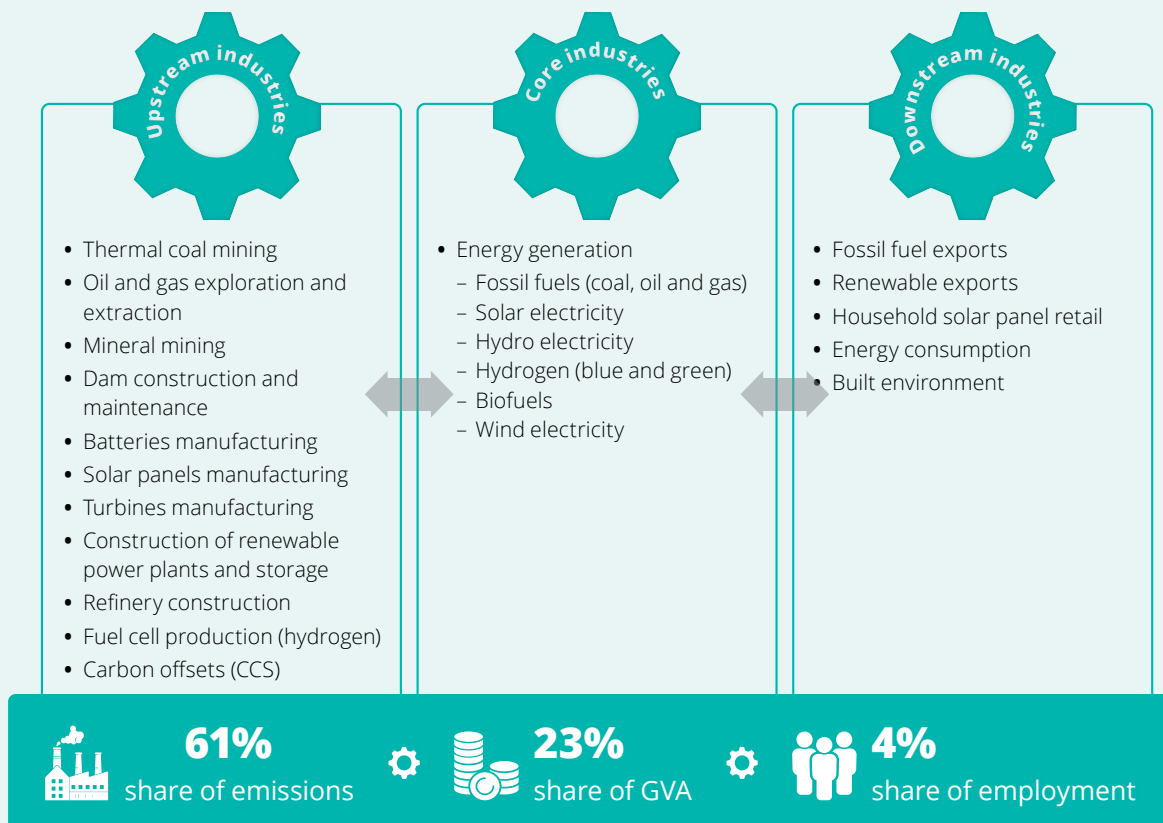 Upstream industries
• Thermal coal mining
• Oil and gas exploration and
extraction
• Mineral mining
• Dam construction and
maintenance
• Batteries manufacturing
• Solar panels manufacturing
• Turbines manufacturing
• Construction of renewable
power plants and storage
• Refinery construction
• Fuel cell production (hydrogen)
• Carbon offsets (CCS)
Core industries
• Energy generation
– Fossil fuels (coal, oil and gas)
– Solar electricity
– Hydro electricity
– Hydrogen (blue and green)
– Biofuels
– Wind electricity
Downstream industries
• Fossil fuel exports
• Renewable exports
• Household solar panel retail
• Energy consumption
• Built environment
61%
share of emissions
23%
share of GVA
4%
share of employment